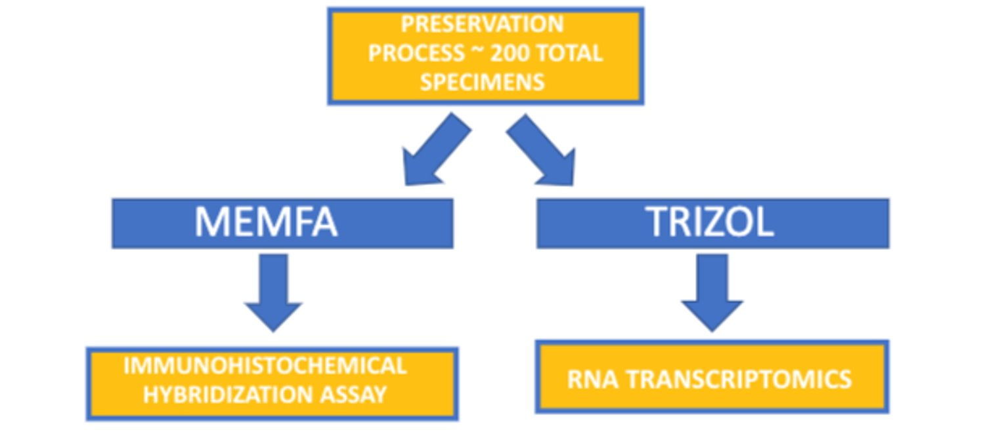 PRESERVATION
PROCESS ~ 200 TOTAL
SPECIMENS
MEMFA
TRIZOL
IMMUNOHISTOCHEMICAL
HYBRIDIZATION ASSAY
RNA TRANSCRIPTOMICS